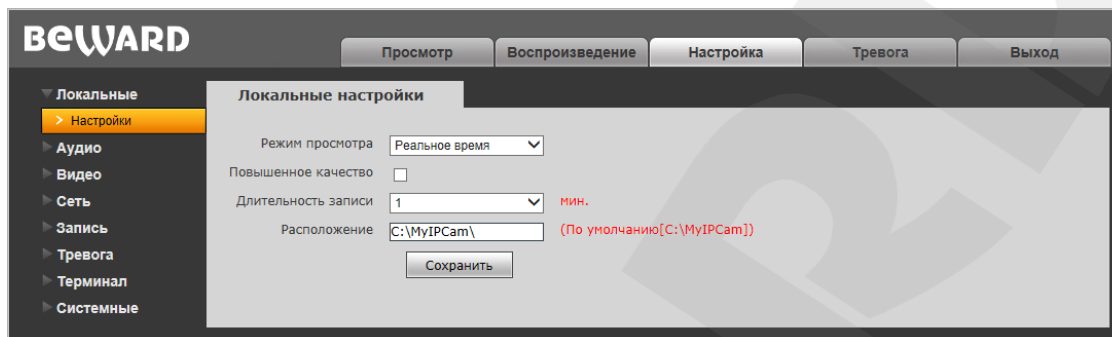 BEWARD
Просмотр Воспроизведение Настройка Тревога Выход
Локальные
> Настройки
Аудио
Видео
Сеть
Запись
Тревога
Терминал
Системные
Локальные настройки
Режим просмотра Реальное время
Повышенное качество
Длительность записи 1 мин.
Расположение C:\MyIPCam\ (По умолчанию[C:\MyIPCam])
Сохранить